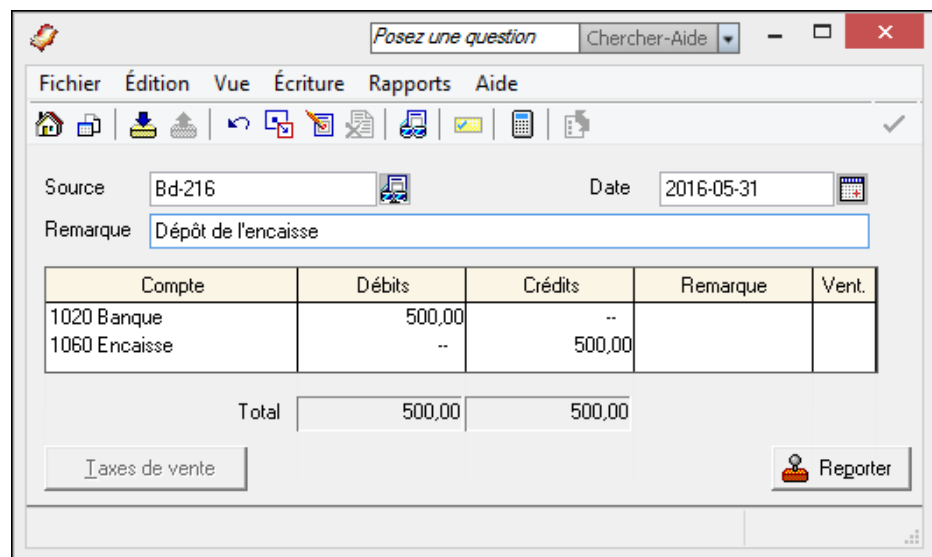 Posez une question Chercher-Aide
Fichier Édition Vue Écriture Rapports Aide
Source Bd-216 Date 2016-05-31
Remarque Dépôt de l'encaisse
Compte Débits Crédits Remarque Vent.
1020 Banque 500,00 --
1060 Encaisse -- 500,00
Total 500,00 500,00
Taxes de vente Reporter